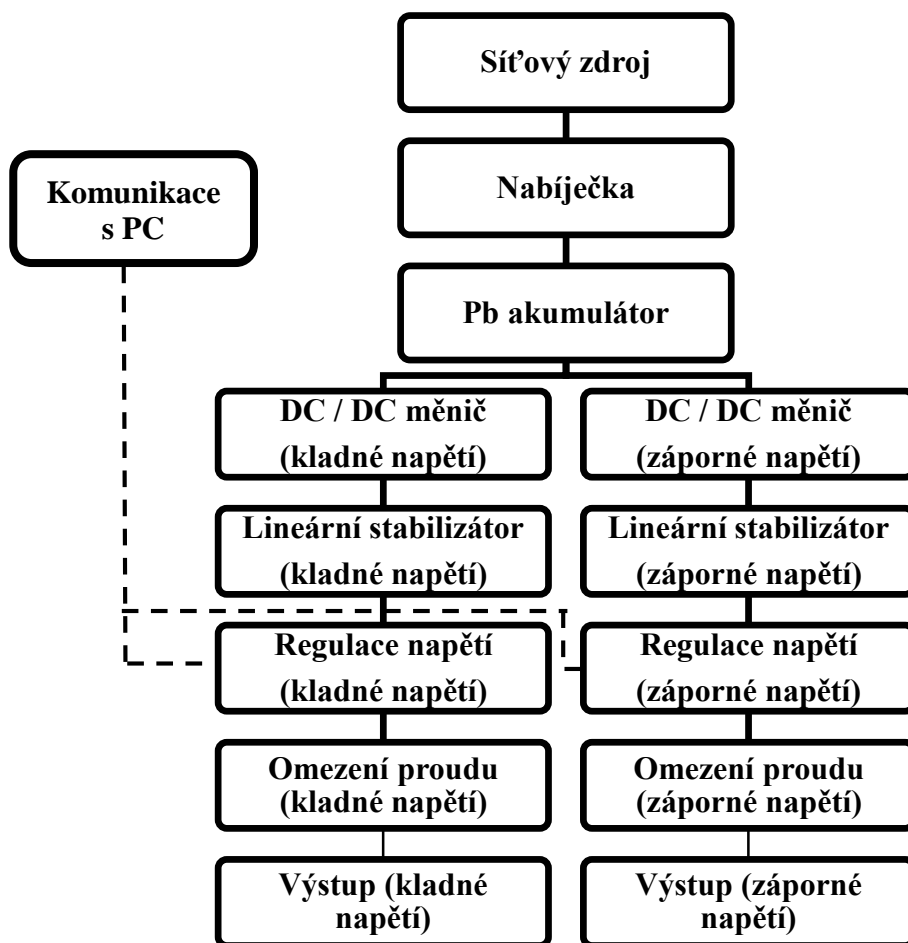 Síťový zdroj
Nabíječka
Komunikace
s PC
Pb akumulátor
DC / DC měnič
(kladné napětí)
DC / DC měnič
(záporné napětí)
Lineární stabilizátor
(kladné napětí)
Lineární stabilizátor
(záporné napětí)
Regulace napětí
(kladné napětí)
Regulace napětí
(záporné napětí)
Omezení proudu
(kladné napětí)
Omezení proudu
(záporné napětí)
Výstup (kladné
napětí)
Výstup (záporné
napětí)